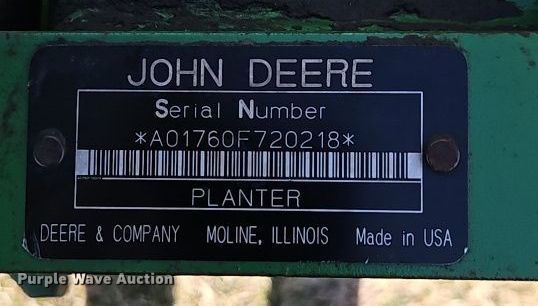 JOHN DEERE
Serial Number
*A01760F720218*
PLANTER
DEERE & COMPANY MOLINE, ILLINOIS Made in USA
Purple Wave Auction